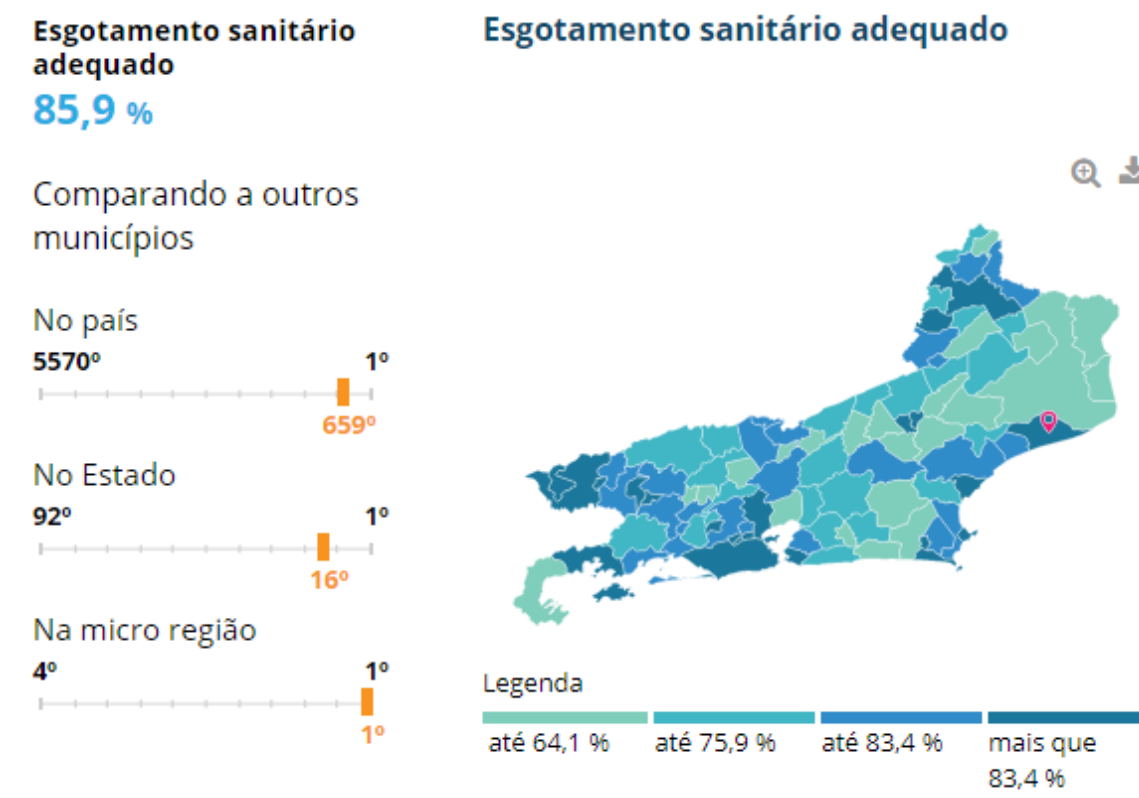 Esgotamento sanitário
adequado
85,9 %
Comparando a outros
municípios
No país
5570º 1º
659º
No Estado
92º 1º
16º
Na micro região
4º 1º
1º
Esgotamento sanitário adequado
Legenda
até 64,1 % até 75,9 % até 83,4 % mais que
83,4 %